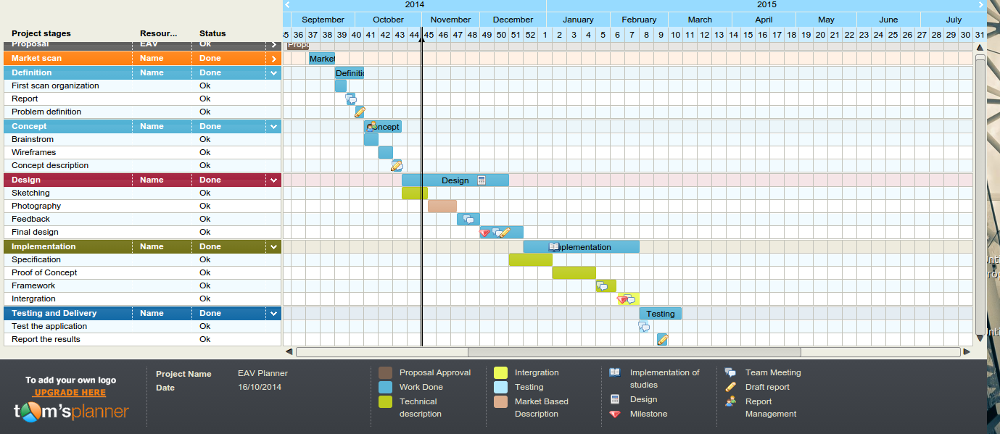 2014 2015
September October November December January February March April May June July
35 36 37 38 39 40 41 42 43 44 45 46 47 48 49 50 51 52 1 2 3 4 5 6 7 8 9 10 11 12 13 14 15 16 17 18 19 20 21 22 23 24 25 26 27 28 29 30 31
Project stages Resour... Status
Proposal EAV Ok Propo
Market scan Name Done Market
Definition Name Done Definitic
First scan organization Ok
Report Ok
Problem definition Ok
Concept Name Done oncept
Brainstrom Ok
Wireframes Ok
Concept description Ok
Design Name Done Design
Sketching Ok
Photography Ok
Feedback Ok
Final design Ok
Implementation Name Done plementation
Specification Ok
Proof of Concept Ok
Framework Ok
Intergration Ok
Testing and Delivery Name Done Testing
Test the application Ok
Report the results Ok
To add your own logo
UPGRADE HERE
tom'splanner
Project Name EAV Planner
Date 16/10/2014
Proposal Approval
Work Done
Technical
description
Intergration
Testing
Market Based
Description
Implementation of
studies
Design
Milestone
Team Meeting
Draft report
Report
Management